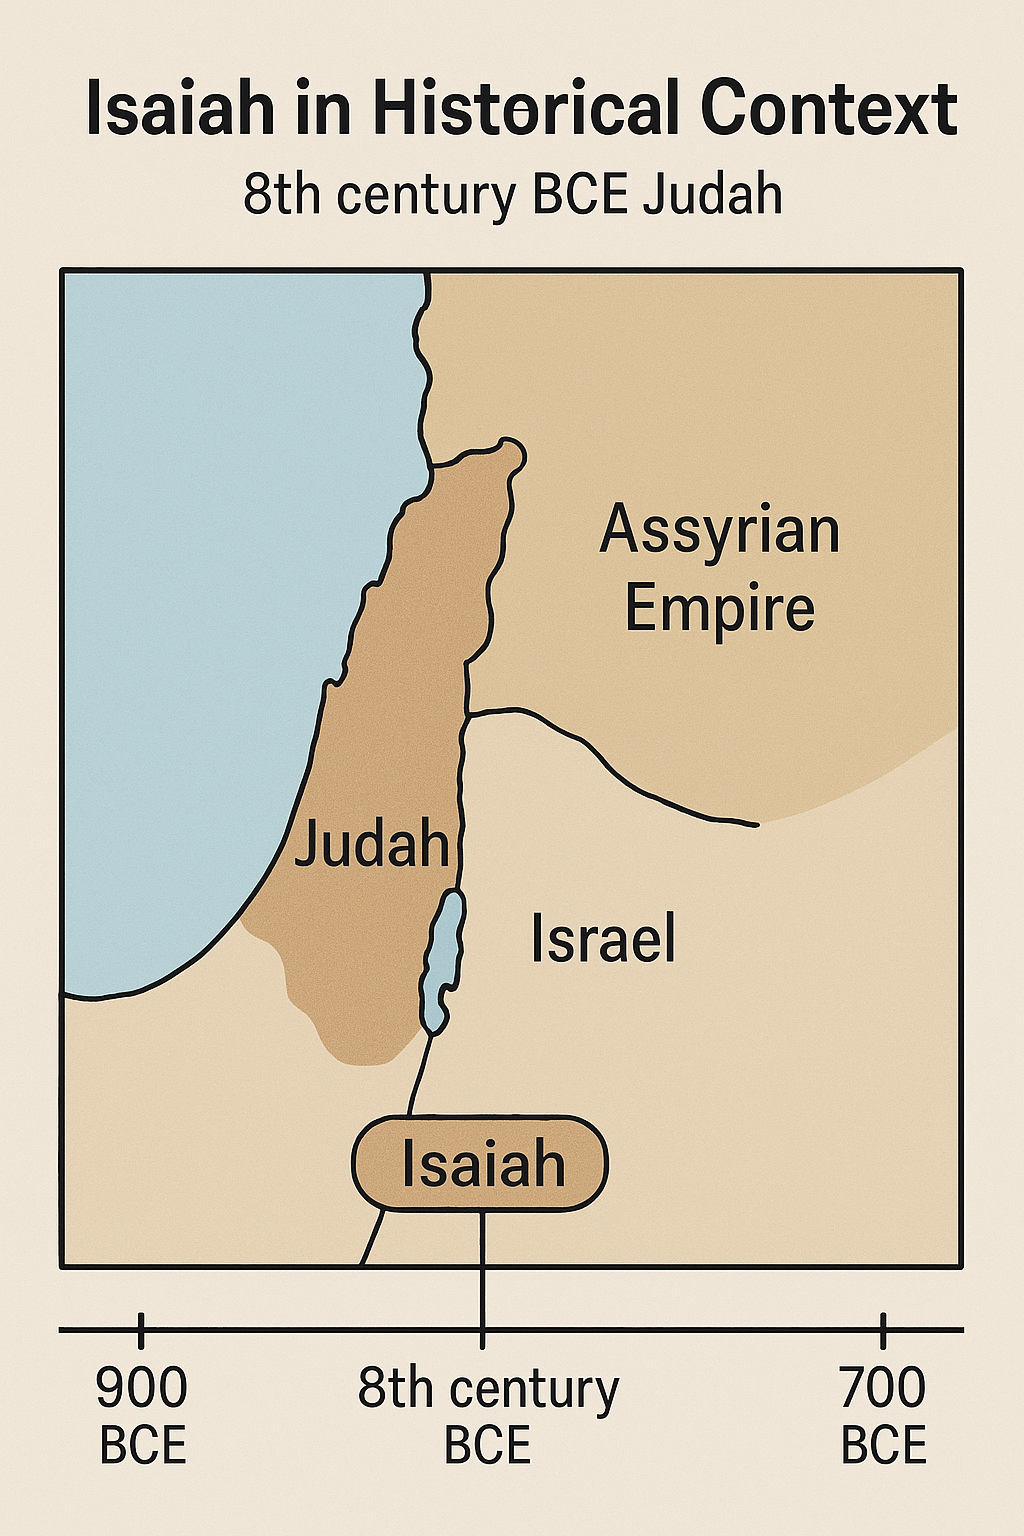 Isaiah in Historical Context
8th century BCE Judah
Assyrian
Empire
Judah
Israel
Isaiah
900
BCE
8th century
BCE
700
BCE